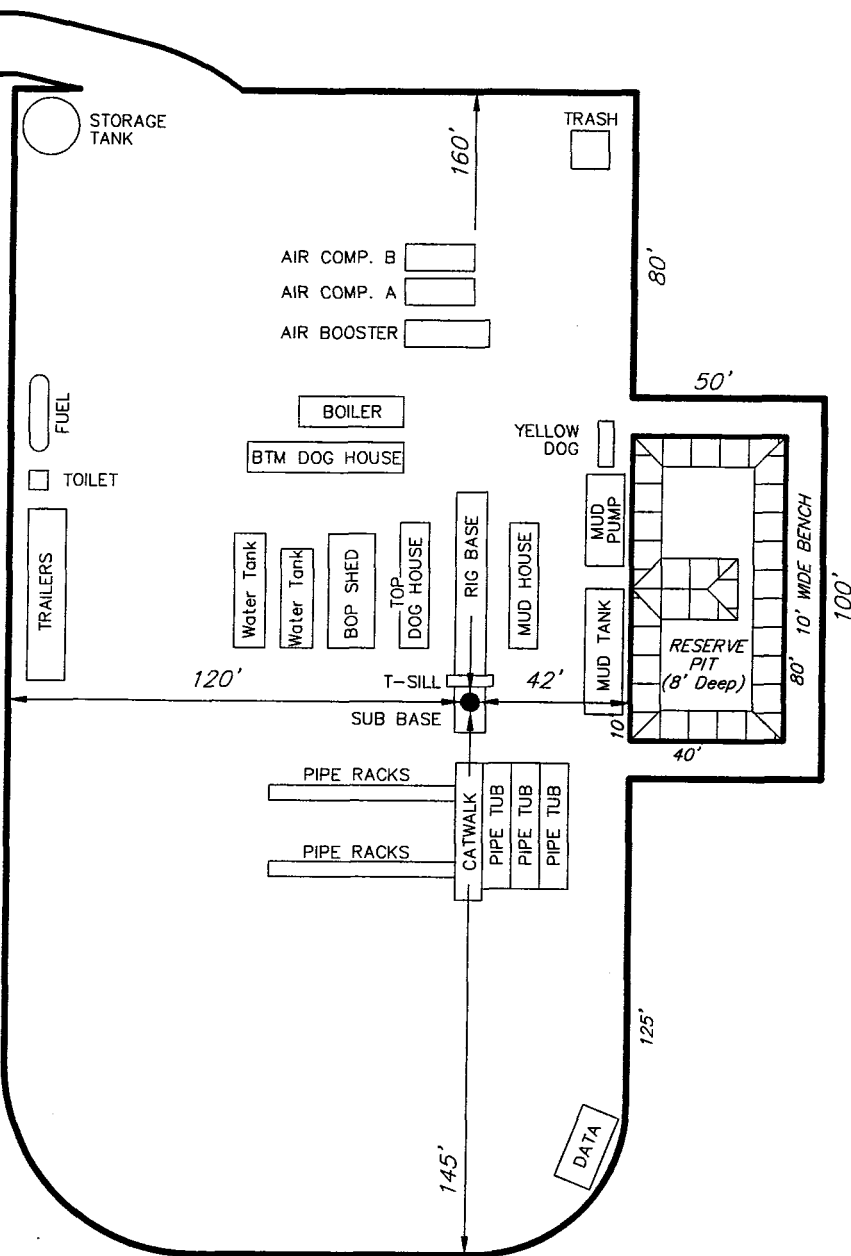 STORAGE
TANK
TRASH
160'
80'
AIR COMP. B
AIR COMP. A
AIR BOOSTER
50'
FUEL
BOILER
YELLOW
DOG
BTM DOG HOUSE
TOILET
MUD
PUMP
TRAILERS
Water Tank
Water Tank
BOP SHED
TOP
DOG HOUSE
RIG BASE
MUD HOUSE
MUD TANK
10' WIDE BENCH
100'
RESERVE
PIT
(8' Deep)
80'
120'
T-SILL
42'
SUB BASE
10'
40'
PIPE RACKS
PIPE RACKS
CATWALK
PIPE TUB
PIPE TUB
PIPE TUB
125'
145'
DATA